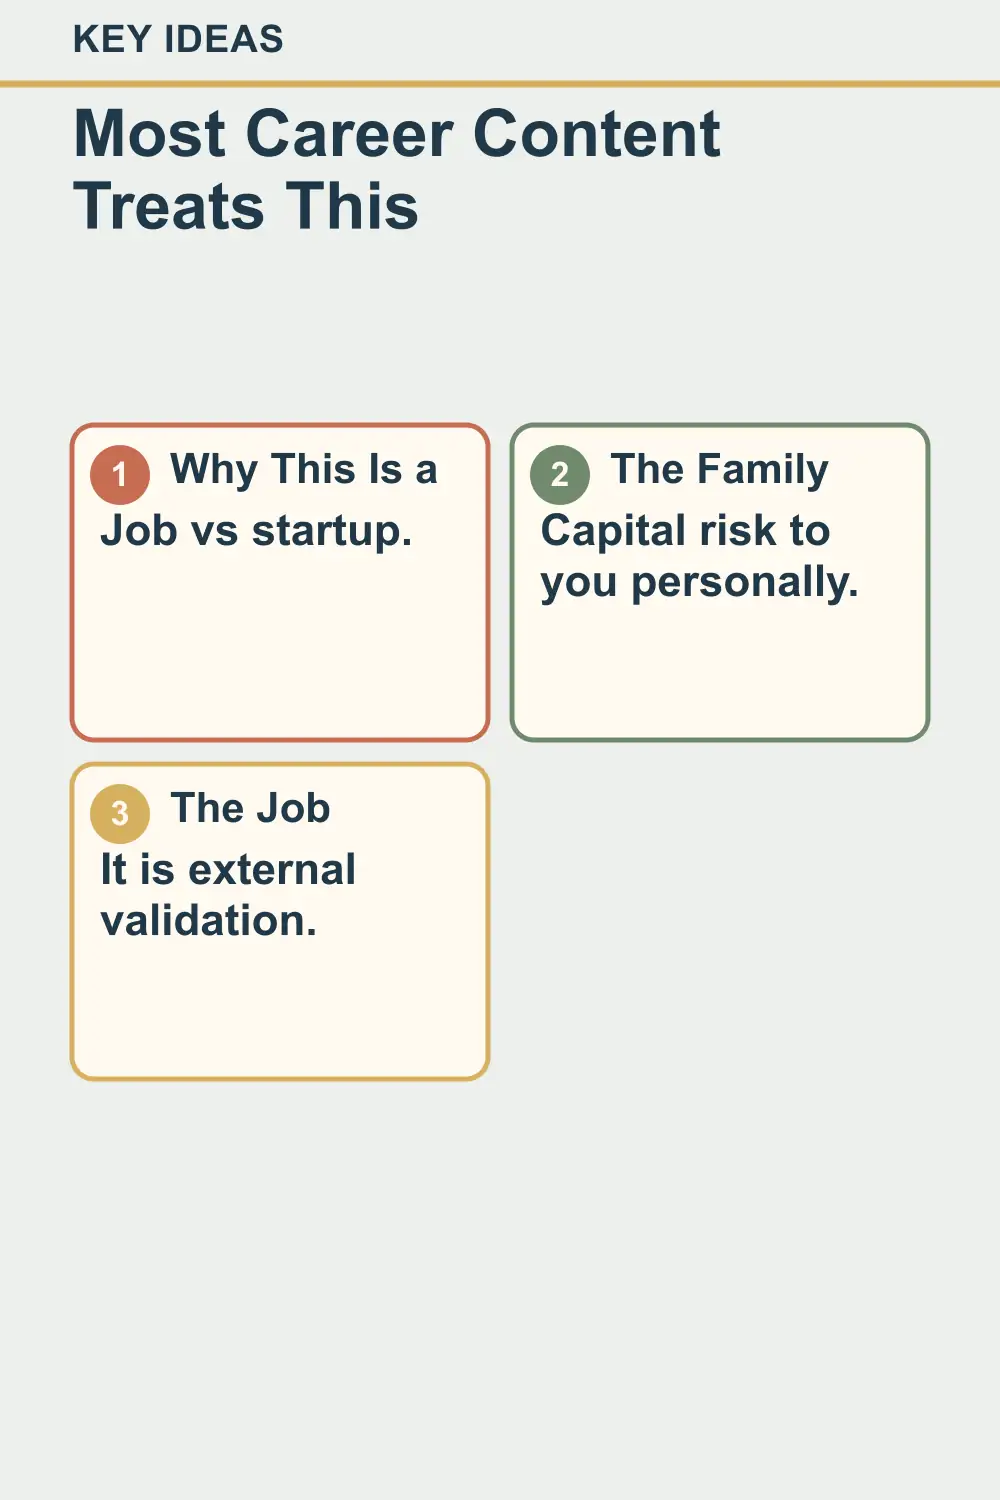 KEY IDEAS
Most Career Content
Treats This
1 Why This Is a
Job vs startup.
2 The Family
Capital risk to
you personally.
3 The Job
It is external
validation.